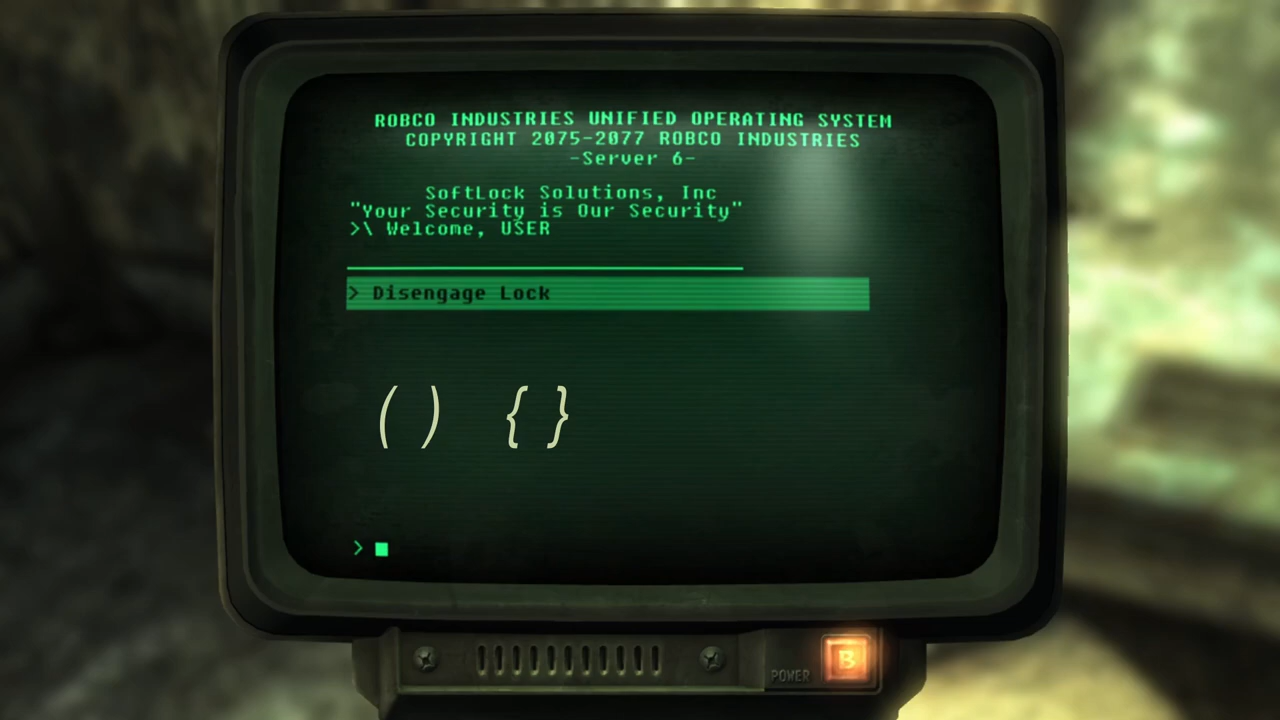 ROBCO INDUSTRIES UNIFIED OPERATING SYSTEM
COPYRIGHT 2075-2077 ROBCO INDUSTRIES
-Server 6-
SoftLock Solutions, Inc
"Your Security is Our Security"
>\ Welcome, USER
> Disengage Lock
( ) { }
>
POWER
B